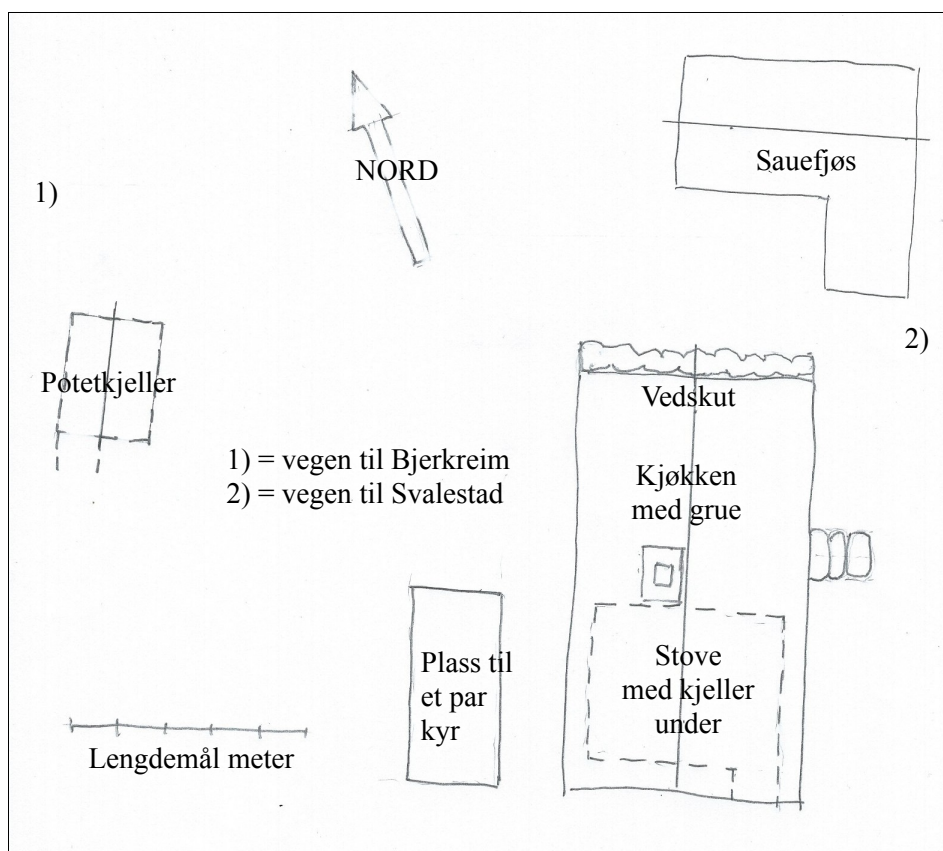 NORD
Sauefjøs
1)
2)
Potetkjeller
Vedskut
1) = vegen til Bjerkreim
2) = vegen til Svalestad
Kjøkken
med grue
Plass til
et par
kyr
Stove
med kjeller
under
Lengdemål meter